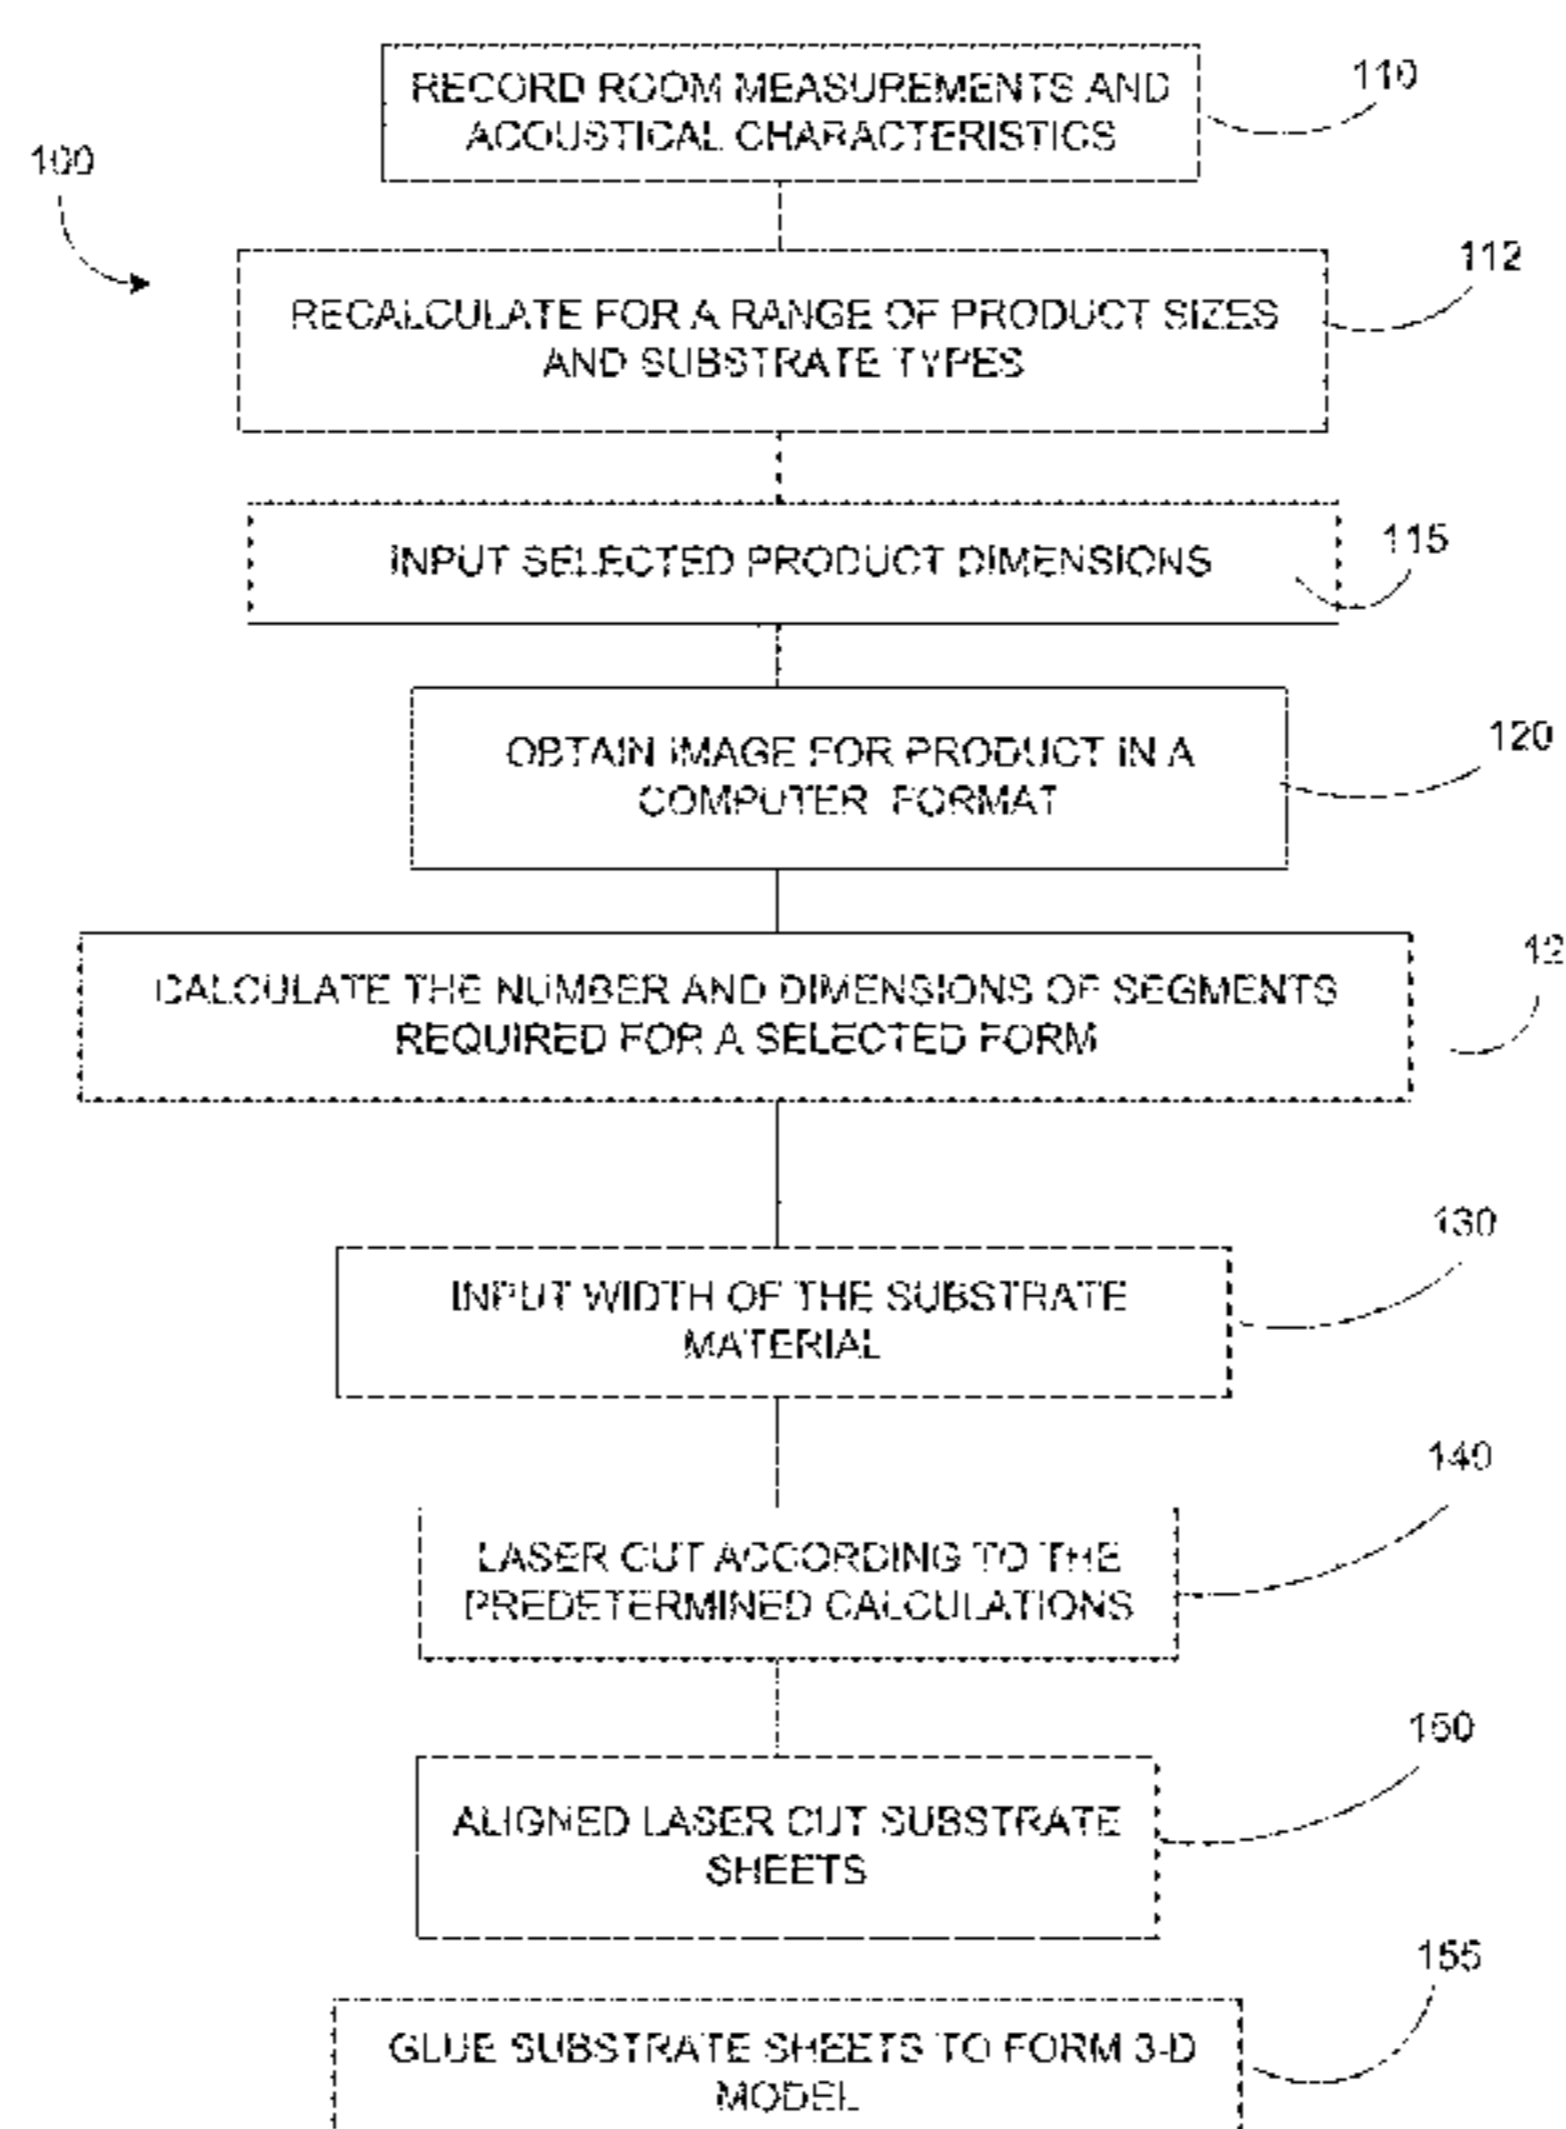 RECORD ROOM MEASUREMENTS AND
ACOUSTICAL CHARACTERISTICS
110
100
RECALCULATE FOR A RANGE OF PRODUCT SIZES
AND SUBSTRATE TYPES
112
INPUT SELECTED PRODUCT DIMENSIONS
115
OBTAIN IMAGE FOR PRODUCT IN A
COMPUTER FORMAT
120
CALCULATE THE NUMBER AND DIMENSIONS OF SEGMENTS
REQUIRED FOR A SELECTED FORM
12
INPUT WIDTH OF THE SUBSTRATE
MATERIAL
130
LASER CUT ACCORDING TO THE
PREDETERMINED CALCULATIONS
140
ALIGNED LASER CUT SUBSTRATE
SHEETS
150
GLUE SUBSTRATE SHEETS TO FORM 3-D
MODEL
155